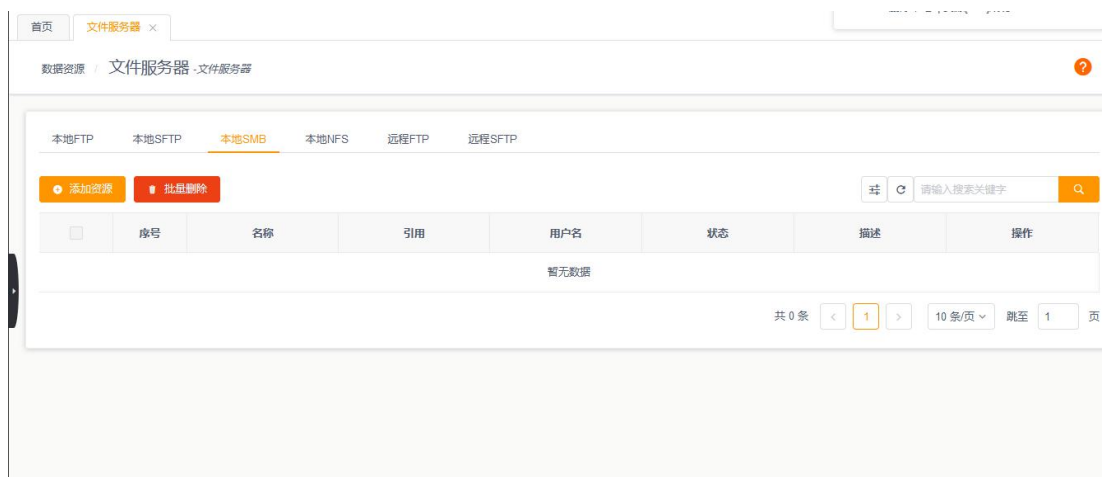 首页 文件服务器 ×
数据资源 / 文件服务器 -文件服务器 ?
本地FTP 本地SFTP 本地SMB 本地NFS 远程FTP 远程SFTP
添加资源 批量删除 请输入搜索关键字
序号 名称 引用 用户名 状态 描述 操作
暂无数据
共 0 条 < 1 > 10 条/页 跳至 1 页